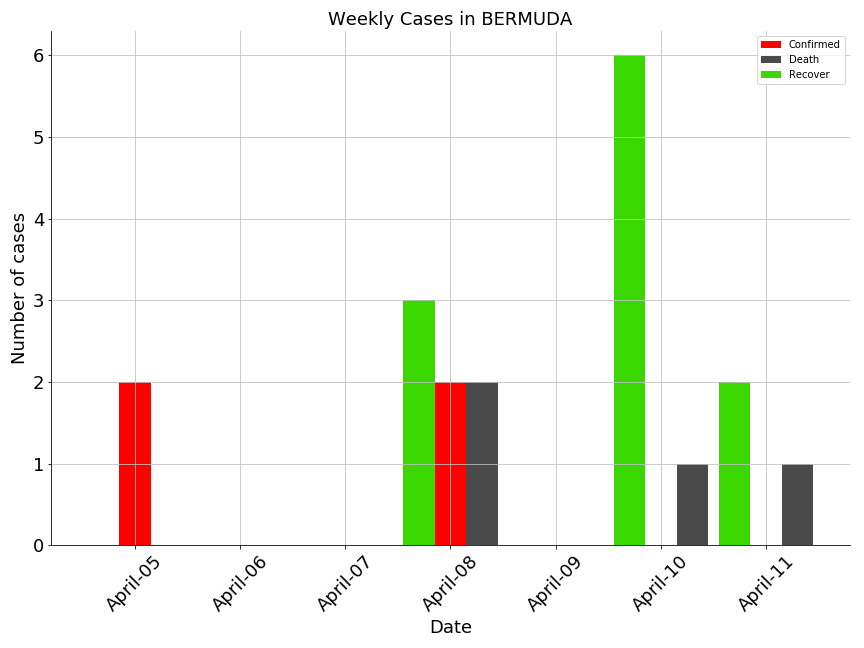 Weekly Cases in BERMUDA
Confirmed
Death
Recover
Number of cases
6
5
4
3
2
1
0
April-05
April-06
April-07
April-08
April-09
April-10
April-11
Date